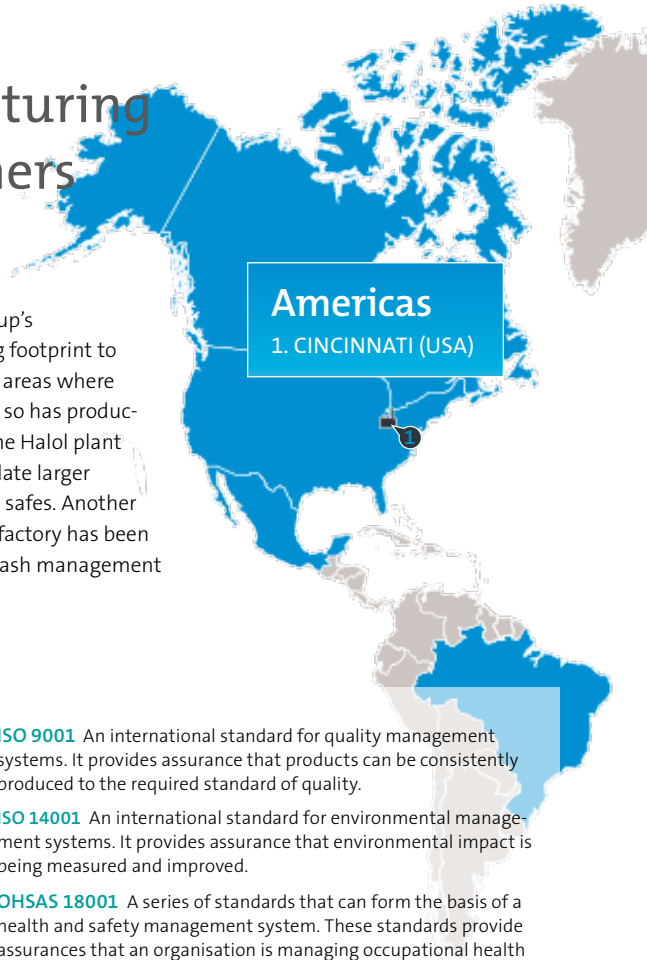 turing
ers
Americas
1. CINCINNATI (USA)
1
up's
footprint to
areas where
so has produc-
Halol plant
larger
safes. Another
factory has been
management
ISO 9001 An international standard for quality management
systems. It provides assurance that products can be consistently
produced to the required standard of quality.
ISO 14001 An international standard for environmental manage-
ment systems. It provides assurance that environmental impact is
being measured and improved.
OHSAS 18001 A series of standards that can form the basis of a
health and safety management system. These standards provide
assurances that an organisation is managing occupational health